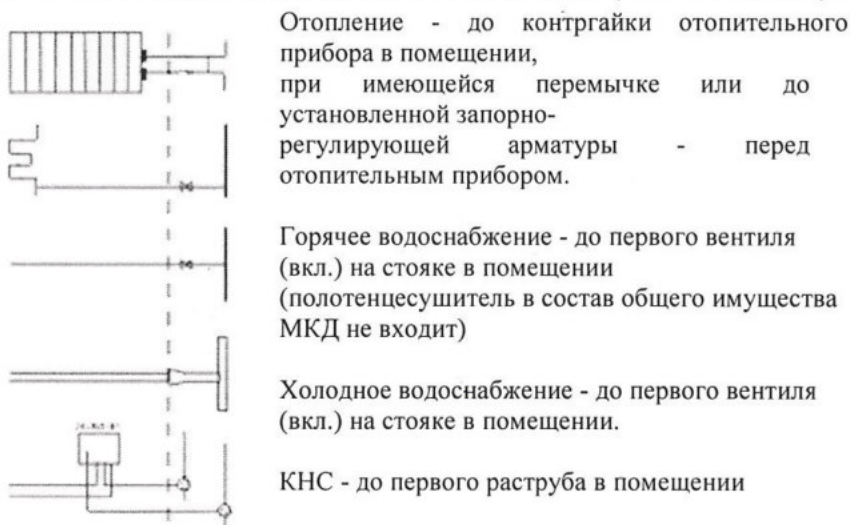 Отопление - до контргайки отопительного
прибора в помещении,
при имеющейся перемычке или до
установленной запорно-
регулирующей арматуры - перед
отопительным прибором.
Горячее водоснабжение - до первого вентиля
(вкл.) на стояке в помещении
(полотенцесушитель в состав общего имущества
МКД не входит)
Холодное водоснабжение - до первого вентиля
(вкл.) на стояке в помещении.
КНС - до первого раструба в помещении